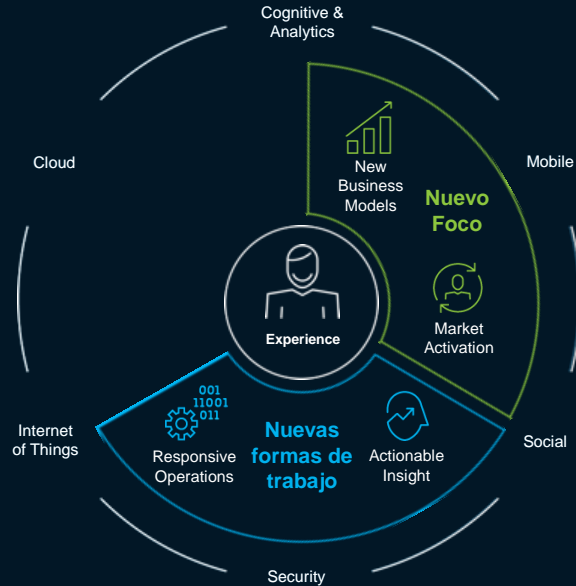 Cognitive &
Analytics
Cloud
Mobile
New
Business
Models
Nuevo
Foco
Market
Activation
Experience
001
11001
011
Responsive
Operations
Nuevas
formas de
trabajo
Actionable
Insight
Internet
of Things
Social
Security